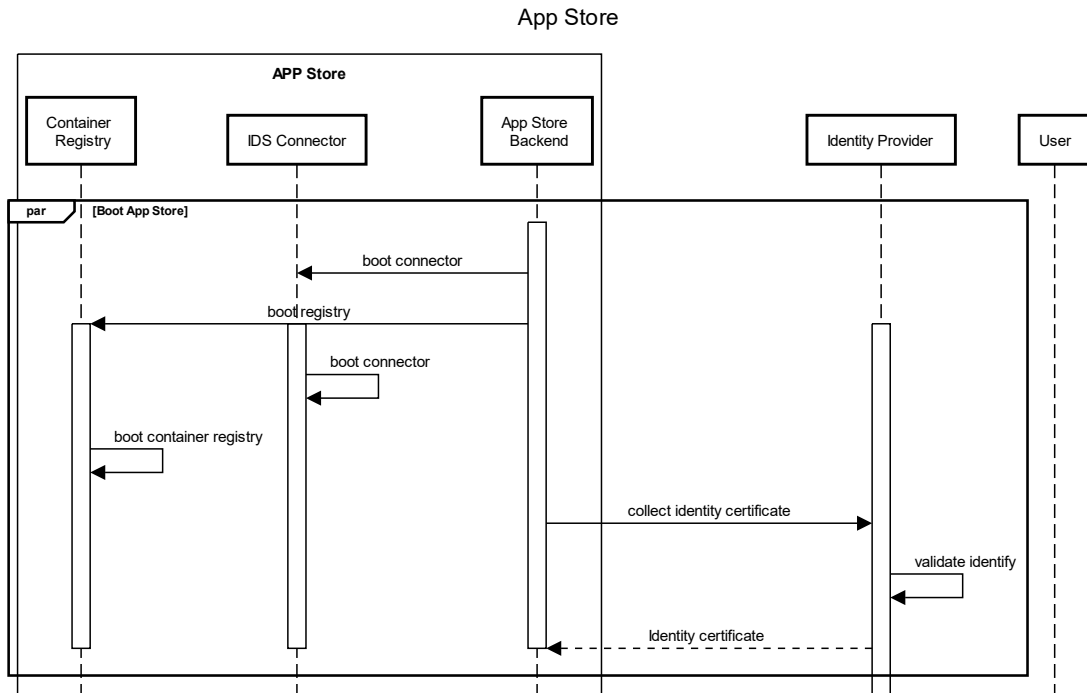 App Store
APP Store
Container
Registry
IDS Connector
App Store
Backend
Identity Provider
User
par
[Boot App Store]
boot connector
boot registry
boot connector
boot container registry
collect identity certificate
validate identify
Identity certificate